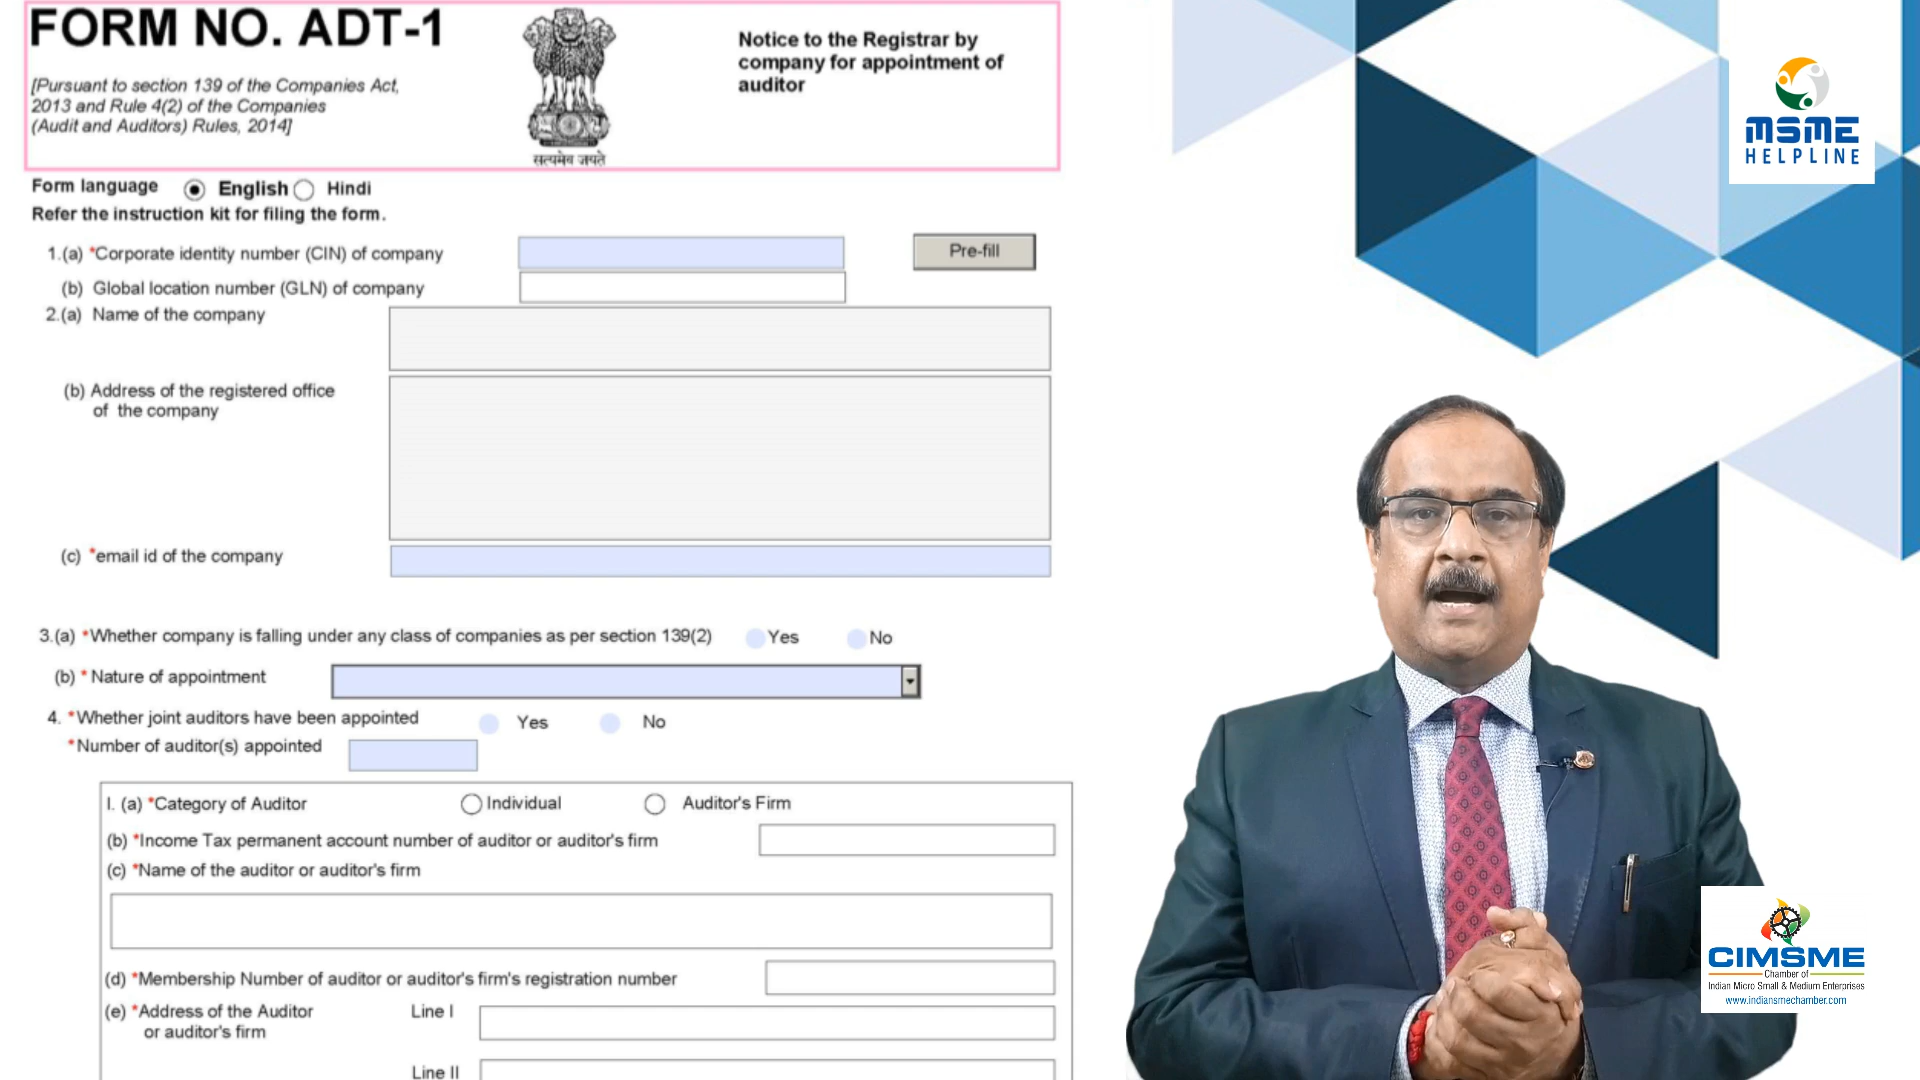 FORM NO. ADT-1
[Pursuant to section 139 of the Companies Act,
2013 and Rule 4(2) of the Companies
(Audit and Auditors) Rules, 2014]
सत्यमेव जयते
Notice to the Registrar by
company for appointment of
auditor
Form language English Hindi
Refer the instruction kit for filing the form.
1.(a) *Corporate identity number (CIN) of company Pre-fill
(b) Global location number (GLN) of company
2.(a) Name of the company
(b) Address of the registered office
of the company
(c) *email id of the company
3.(a) *Whether company is falling under any class of companies as per section 139(2) Yes No
(b) * Nature of appointment
4. *Whether joint auditors have been appointed Yes No
*Number of auditor(s) appointed
I. (a) *Category of Auditor Individual Auditor's Firm
(b) *Income Tax permanent account number of auditor or auditor's firm
(c) *Name of the auditor or auditor's firm
(d) *Membership Number of auditor or auditor's firm's registration number
(e) *Address of the Auditor Line I
or auditor's firm
Line II
MSME
HELPLINE
CIMSME
Chamber of
Indian Micro Small & Medium Enterprises
www.indiansmechamber.com